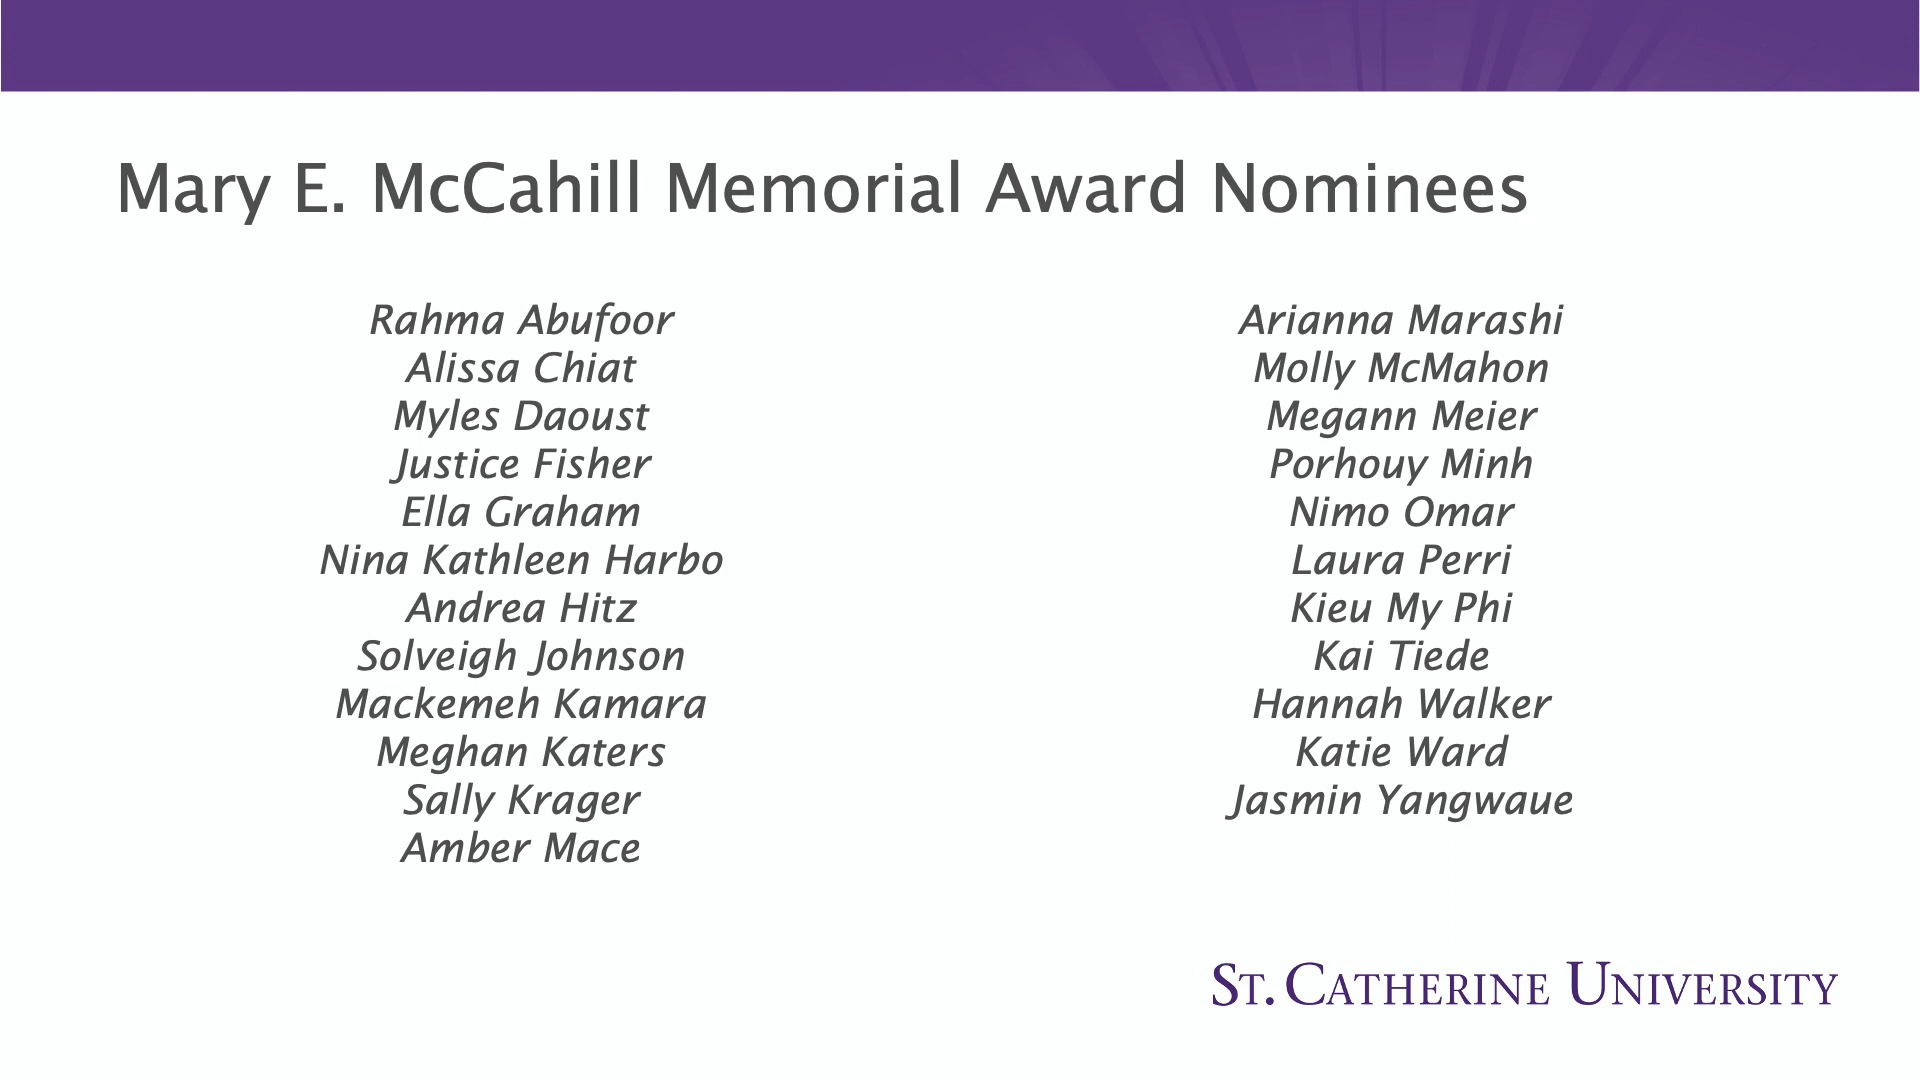 Mary E. McCahill Memorial Award Nominees
Rahma Abufoor
Alissa Chiat
Myles Daoust
Justice Fisher
Ella Graham
Nina Kathleen Harbo
Andrea Hitz
Solveigh Johnson
Mackemeh Kamara
Meghan Katers
Sally Krager
Amber Mace
Arianna Marashi
Molly McMahon
Megann Meier
Porhouy Minh
Nimo Omar
Laura Perri
Kieu My Phi
Kai Tiede
Hannah Walker
Katie Ward
Jasmin Yangwaue
St. Catherine University